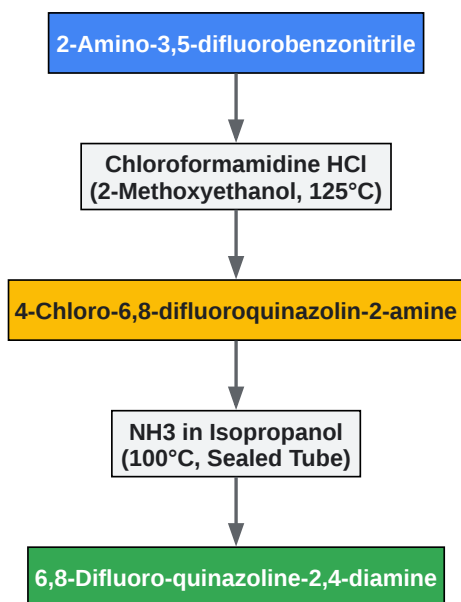 2-Amino-3,5-difluorobenzonitrile
Chloroformamidine HCl
(2-Methoxyethanol, 125°C)
4-Chloro-6,8-difluoroquinazolin-2-amine
NH3 in Isopropanol
(100°C, Sealed Tube)
6,8-Difluoro-quinazoline-2,4-diamine